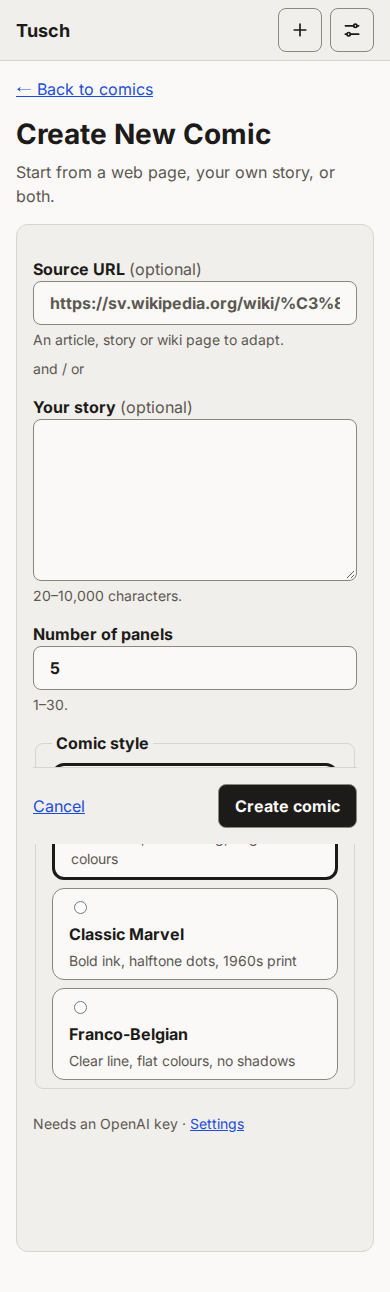 Tusch
← Back to comics
Create New Comic
Start from a web page, your own story, or
both.
Source URL (optional)
https://sv.wikipedia.org/wiki/%C3%8
An article, story or wiki page to adapt.
and / or
Your story (optional)
20–10,000 characters.
Number of panels
5
1–30.
Comic style
Cancel
Create comic
colours
Classic Marvel
Bold ink, halftone dots, 1960s print
Franco-Belgian
Clear line, flat colours, no shadows
Needs an OpenAI key · Settings